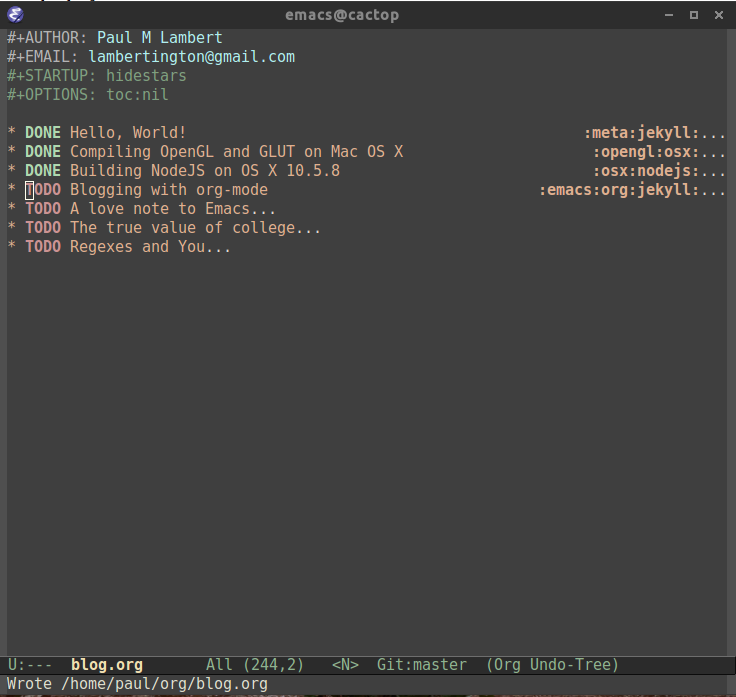 emacs@cactop
#+AUTHOR: Paul M Lambert
#+EMAIL: lambertington@gmail.com
#+STARTUP: hidestars
#+OPTIONS: toc:nil
* DONE Hello, World! :meta:jekyll:...
* DONE Compiling OpenGL and GLUT on Mac OS X :opengl:osx:...
* DONE Building NodeJS on OS X 10.5.8 :osx:nodejs:...
* TODO Blogging with org-mode :emacs:org:jekyll:...
* TODO A love note to Emacs...
* TODO The true value of college...
* TODO Regexes and You...
U:--- blog.org All (244,2) <N> Git:master (Org Undo-Tree)
Wrote /home/paul/org/blog.org